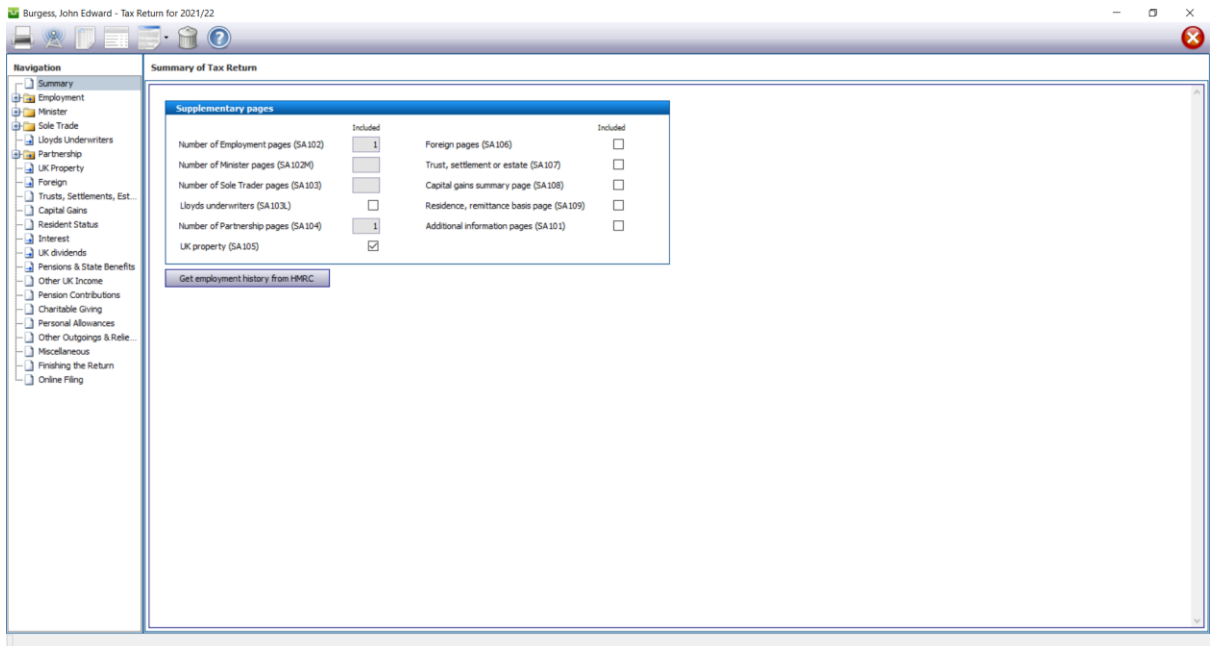 Burgess, John Edward - Tax Return for 2021/22
Navigation
Summary
Employment
Minister
Sole Trade
Lloyds Underwriters
Partnership
UK Property
Foreign
Trusts, Settlements, Est...
Capital Gains
Resident Status
Interest
UK dividends
Pensions & State Benefits
Other UK Income
Pension Contributions
Charitable Giving
Personal Allowances
Other Outgoings & Relie...
Miscellaneous
Finishing the Return
Online Filing
Summary of Tax Return
Supplementary pages
Included
Number of Employment pages (SA102) 1
Number of Minister pages (SA102M)
Number of Sole Trader pages (SA103)
Lloyds underwriters (SA103L)
Number of Partnership pages (SA104) 1
UK property (SA105)
Included
Foreign pages (SA106)
Trust, settlement or estate (SA107)
Capital gains summary page (SA108)
Residence, remittance basis page (SA109)
Additional information pages (SA101)
Get employment history from HMRC